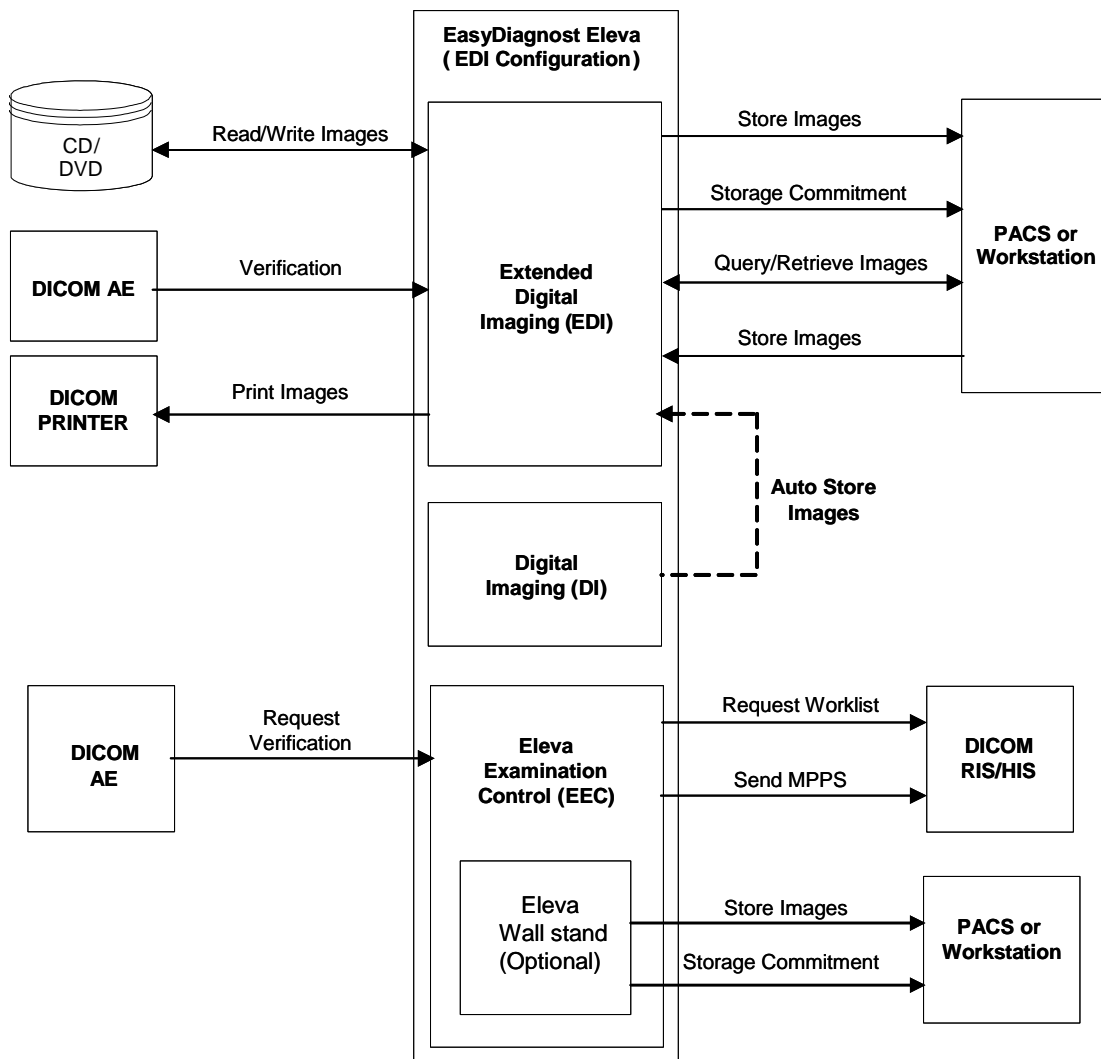 EasyDiagnost Eleva
( EDI Configuration)
CD/
DVD
Read/Write Images
Store Images
Storage Commitment
DICOM AE
Verification
Extended
Digital
Imaging (EDI)
Query/Retrieve Images
PACS or
Workstation
Store Images
DICOM
PRINTER
Print Images
Auto Store
Images
Digital
Imaging (DI)
DICOM
AE
Request
Verification
Eleva
Examination
Control (EEC)
Request Worklist
Send MPPS
DICOM
RIS/HIS
Eleva
Wall stand
(Optional)
Store Images
Storage Commitment
PACS or
Workstation